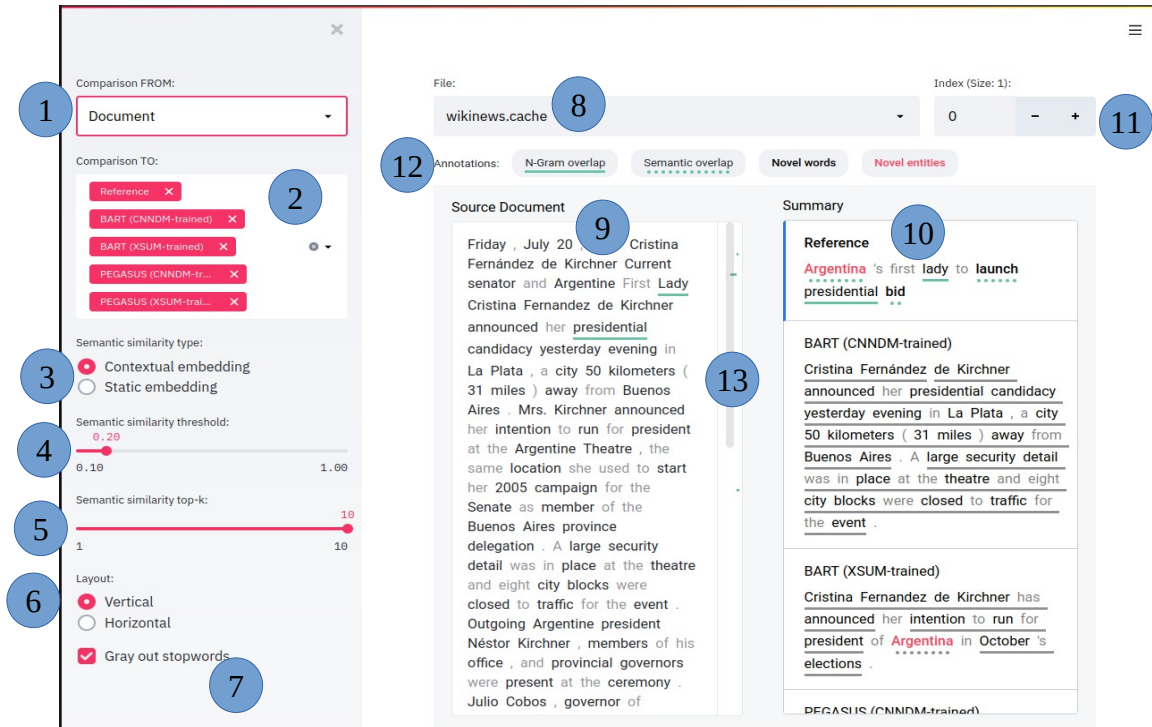 Comparison FROM:
1
Document
Comparison TO:
2
Reference ✕
BART (CNNDM-trained) ✕
BART (XSUM-trained) ✕
PEGASUS (CNNDM-tr... ✕
PEGASUS (XSUM-trai... ✕
Semantic similarity type:
3
Contextual embedding
Static embedding
Semantic similarity threshold:
4
0.20
0.10 1.00
Semantic similarity top-k:
5
10
1 10
Layout:
6
Vertical
Horizontal
Gray out stopwords
7
File:
wikinews.cache
8
Index (Size: 1):
0 - +
11
12
Annotations: N-Gram overlap Semantic overlap Novel words Novel entities
Source Document
9
Friday , July 20 Cristina
Fernández de Kirchner Current
senator and Argentine First Lady
Cristina Fernandez de Kirchner
announced her presidential
candidacy yesterday evening in
La Plata , a city 50 kilometers (
31 miles ) away from Buenos
Aires . Mrs. Kirchner announced
her intention to run for president
at the Argentine Theatre , the
same location she used to start
her 2005 campaign for the
Senate as member of the
Buenos Aires province
delegation . A large security
detail was in place at the theatre
and eight city blocks were
closed to traffic for the event .
Outgoing Argentine president
Néstor Kirchner , members of his
office , and provincial governors
were present at the ceremony .
Julio Cobos , governor of
13
Summary
10
Reference
Argentina 's first lady to launch
presidential bid
BART (CNNDM-trained)
Cristina Fernández de Kirchner
announced her presidential candidacy
yesterday evening in La Plata , a city
50 kilometers ( 31 miles ) away from
Buenos Aires . A large security detail
was in place at the theatre and eight
city blocks were closed to traffic for
the event .
BART (XSUM-trained)
Cristina Fernandez de Kirchner has
announced her intention to run for
president of Argentina in October 's
elections .
PEGASUS (CNNDM-trained)